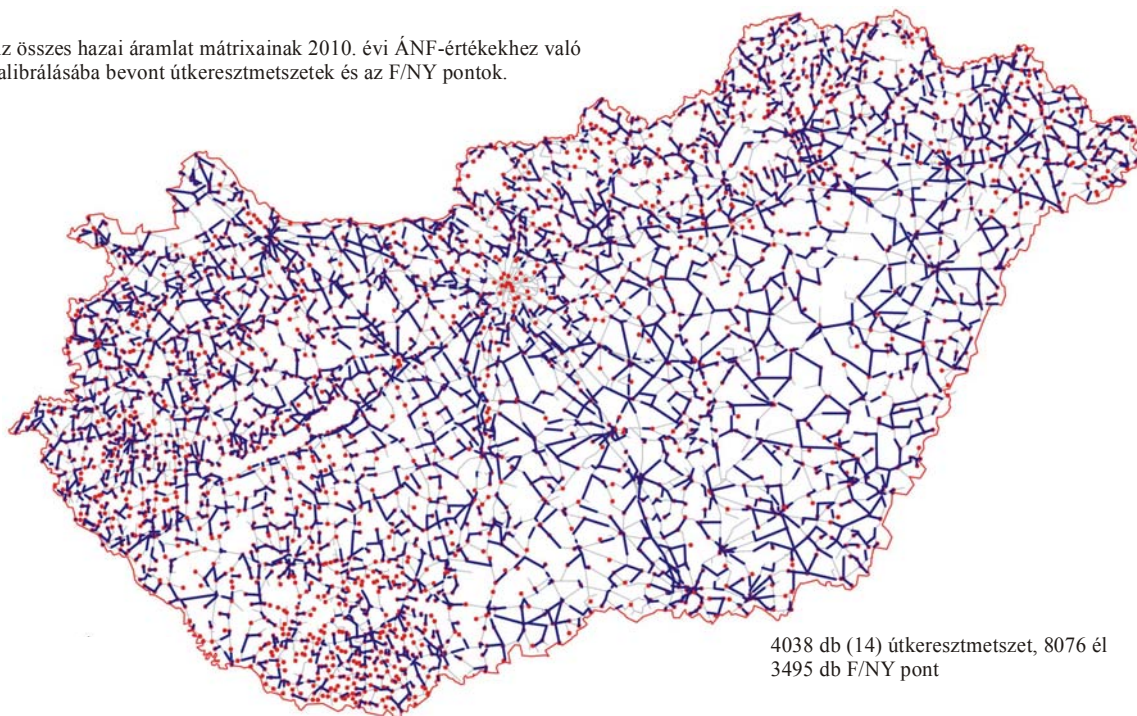 z összes hazai áramlat mátrixainak 2010. évi ÁNF-értékekhez való
alibrálásába bevont útkeresztmetszetek és az F/NY pontok.
4038 db (14) útkeresztmetszet, 8076 él
3495 db F/NY pont